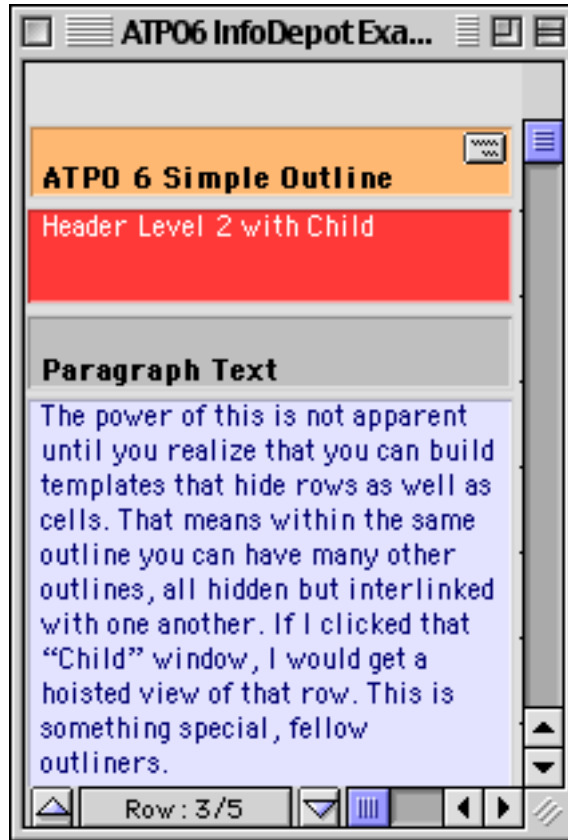 ATPO6 InfoDepot Exa...
ATPO 6 Simple Outline
Header Level 2 with Child
Paragraph Text
The power of this is not apparent
until you realize that you can build
templates that hide rows as well as
cells. That means within the same
outline you can have many other
outlines, all hidden but interlinked
with one another. If I clicked that
“Child” window, I would get a
hoisted view of that row. This is
something special, fellow
outliners.
Row: 3/5